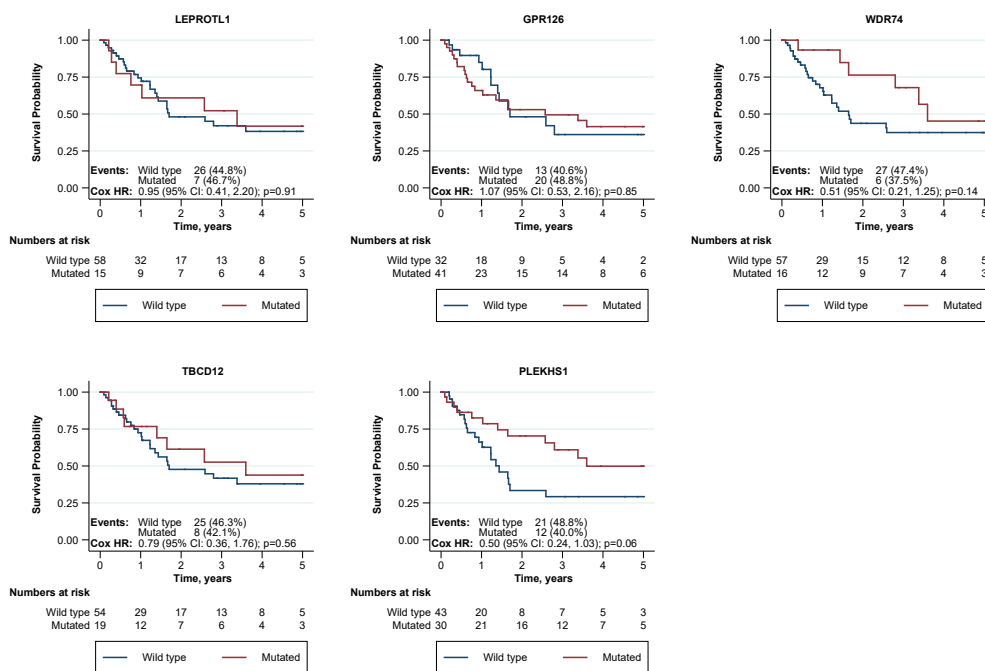 LEPROTL1
Survival Probability
1.00
0.75
0.50
0.25
0.00
Events: Wild type 26 (44.8%)
Mutated 7 (46.7%)
Cox HR: 0.95 (95% CI: 0.41, 2.20); p=0.91
0 1 2 3 4 5
Time, years
Numbers at risk
Wild type 58 32 17 13 8 5
Mutated 15 9 7 6 4 3
Wild type Mutated
GPR126
Survival Probability
1.00
0.75
0.50
0.25
0.00
Events: Wild type 13 (40.6%)
Mutated 20 (48.8%)
Cox HR: 1.07 (95% CI: 0.53, 2.16); p=0.85
0 1 2 3 4 5
Time, years
Numbers at risk
Wild type 32 18 9 5 4 2
Mutated 41 23 15 14 8 6
Wild type Mutated
WDR74
Survival Probability
1.00
0.75
0.50
0.25
0.00
Events: Wild type 27 (47.4%)
Mutated 6 (37.5%)
Cox HR: 0.51 (95% CI: 0.21, 1.25); p=0.14
0 1 2 3 4 5
Time, years
Numbers at risk
Wild type 57 29 15 12 8 5
Mutated 16 12 9 7 4 3
Wild type Mutated
TBCD12
Survival Probability
1.00
0.75
0.50
0.25
0.00
Events: Wild type 25 (46.3%)
Mutated 8 (42.1%)
Cox HR: 0.79 (95% CI: 0.36, 1.76); p=0.56
0 1 2 3 4 5
Time, years
Numbers at risk
Wild type 54 29 17 13 8 5
Mutated 19 12 7 6 4 3
Wild type Mutated
PLEKHS1
Survival Probability
1.00
0.75
0.50
0.25
0.00
Events: Wild type 21 (48.8%)
Mutated 12 (40.0%)
Cox HR: 0.50 (95% CI: 0.24, 1.03); p=0.06
0 1 2 3 4 5
Time, years
Numbers at risk
Wild type 43 20 8 7 5 3
Mutated 30 21 16 12 7 5
Wild type Mutated